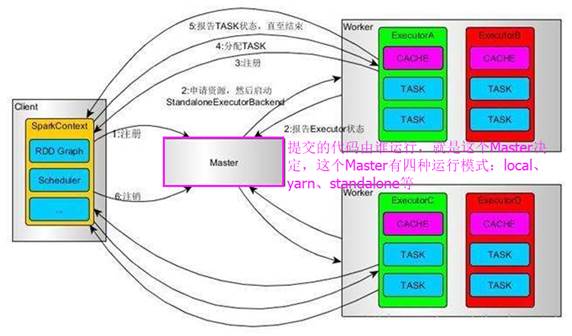 5:报告TASK状态,直至结束
4:分配TASK
3:注册
2:申请资源,然后启动
StandaloneExecutorBackend
1:注册
2:报告Executor状态
6:注销
Client
SparkContext
RDD Graph
Scheduler
...
Master
提交的代码由谁运行,就是这个Master决
定,这个Master有四种运行模式:local、
yarn、standalone等
Worker
ExecutorA
CACHE
TASK
TASK
ExecutorB
CACHE
TASK
TASK
Worker
ExecutorC
CACHE
TASK
TASK
ExecutorD
CACHE
TASK
TASK